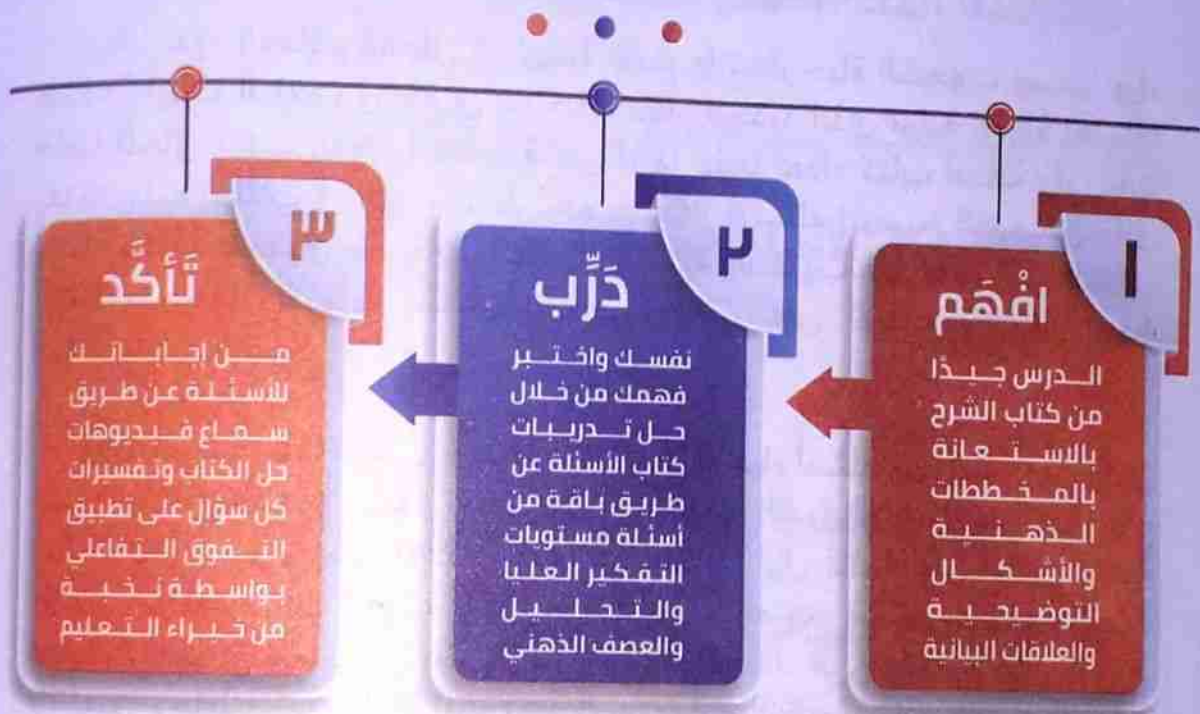 ١
افْهَم
الدرس جيدًا
من كتاب الشرح
بالاستعانة
بالمخططات
الذهنية
والأشكال
التوضيحية
والعلاقات البيانية
٢
دَرِّب
نفسك واختبر
فهمك من خلال
حل تدريبات
كتاب الأسئلة عن
طريق باقة من
أسئلة مستويات
التفكير العليا
والتحليل
والعصف الذهني
٣
تَأكَّد
من إجاباتك
للأسئلة عن طريق
سماع فيديوهات
حل الكتاب وتفسيرات
كل سؤال على تطبيق
التفوق التفاعلي
بواسطة نخبة
من خبراء التعليم